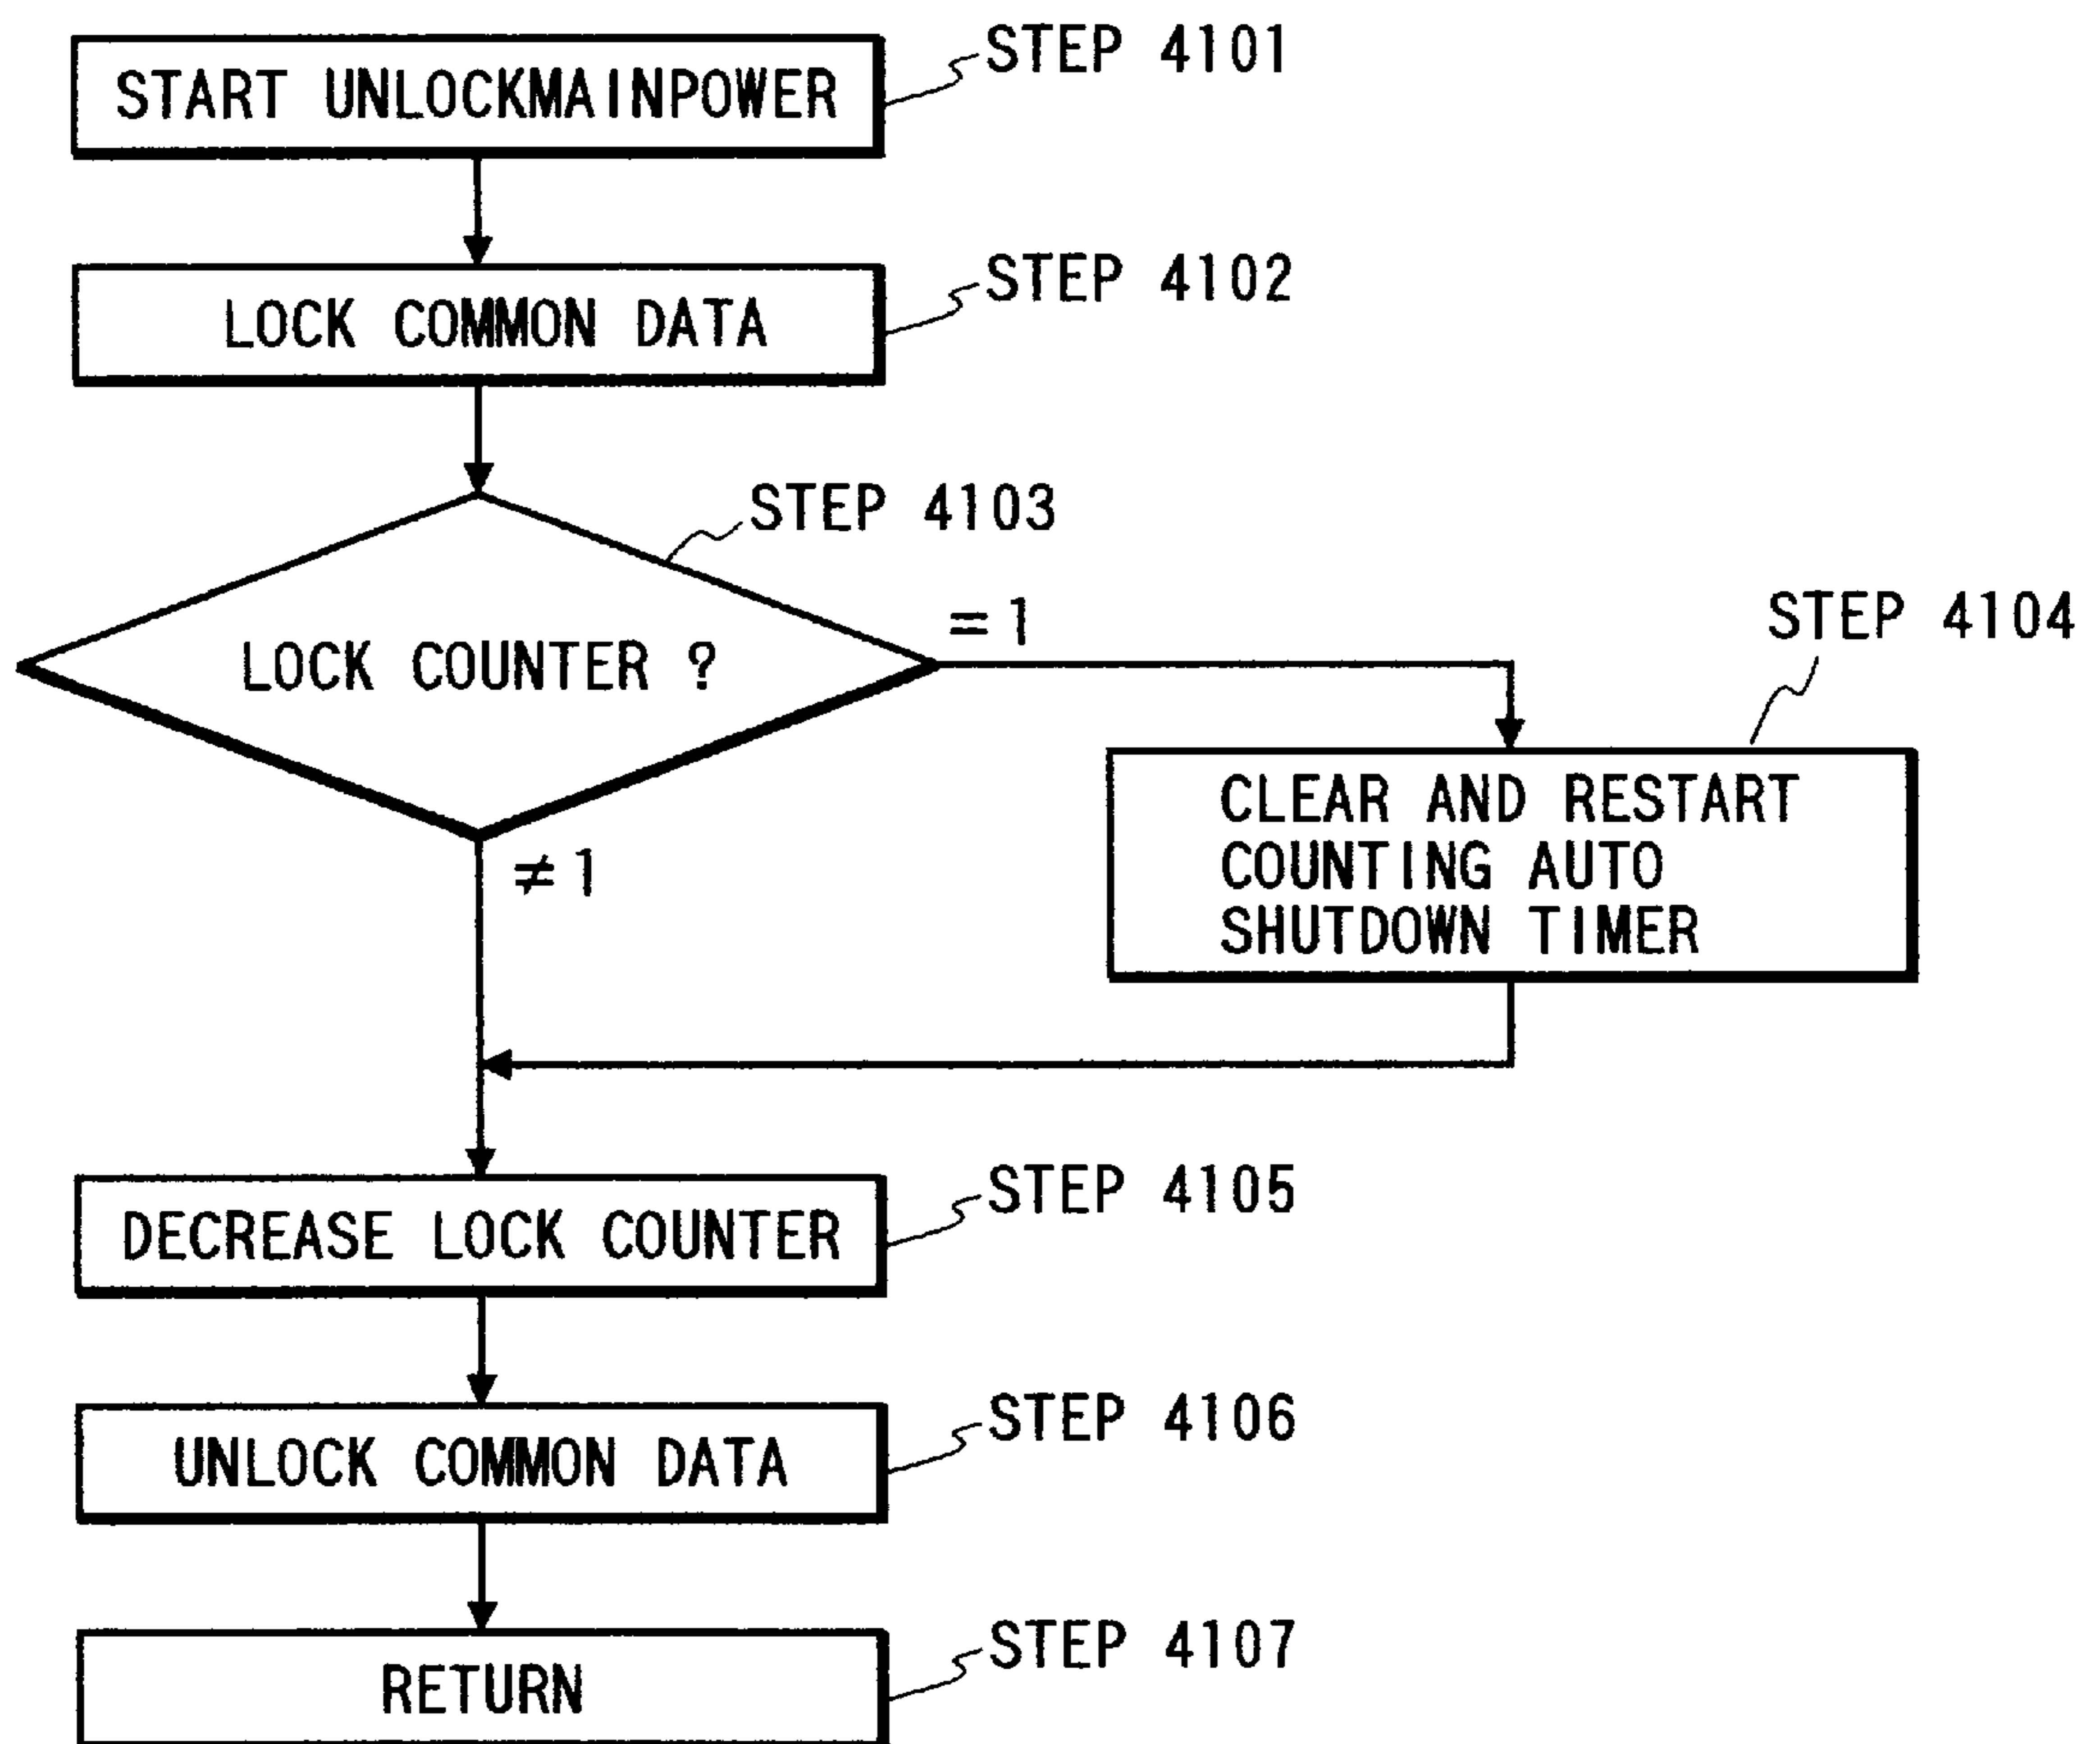 START UNLOCKMAINPOWER
STEP 4101
LOCK COMMON DATA
STEP 4102
STEP 4103
LOCK COUNTER ?
=1
≠1
STEP 4104
CLEAR AND RESTART
COUNTING AUTO
SHUTDOWN TIMER
DECREASE LOCK COUNTER
STEP 4105
UNLOCK COMMON DATA
STEP 4106
RETURN
STEP 4107